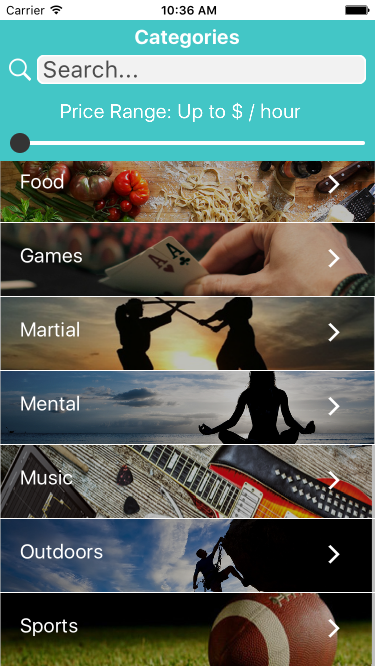 Carrier 10:36 AM
Categories
Search...
Price Range: Up to $ / hour
Food
Games
Martial
Mental
Music
Outdoors
Sports